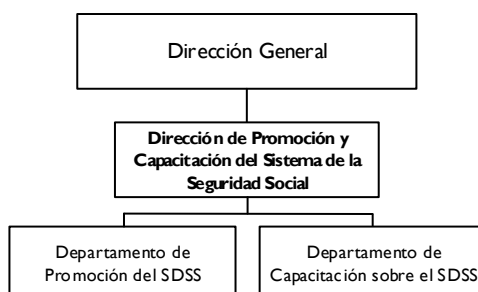 Dirección General
Dirección de Promoción y
Capacitación del Sistema de la
Seguridad Social
Departamento de
Promoción del SDSS
Departamento de
Capacitación sobre el SDSS